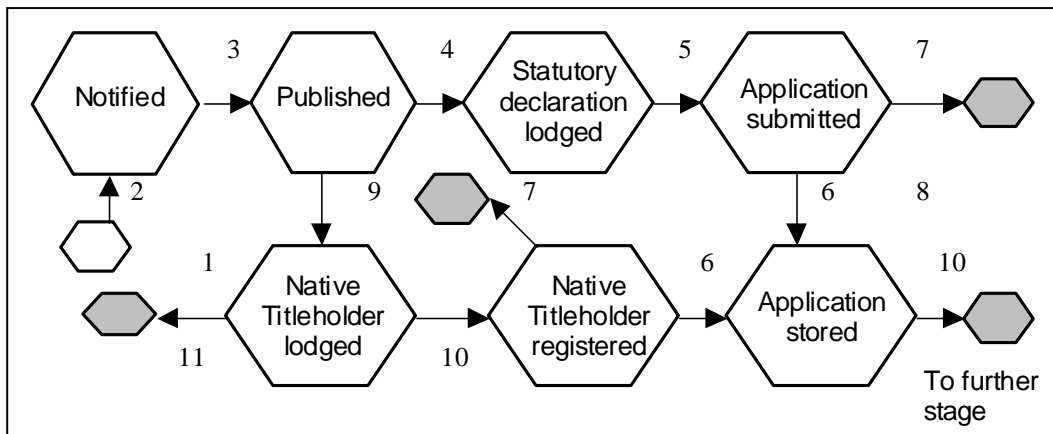 3
4
5
7
Notified
Published
Statutory
declaration
lodged
Application
submitted
2
9
7
6
8
1
6
10
Native
Titleholder
lodged
Native
Titleholder
registered
Application
stored
11
10
To further
stage